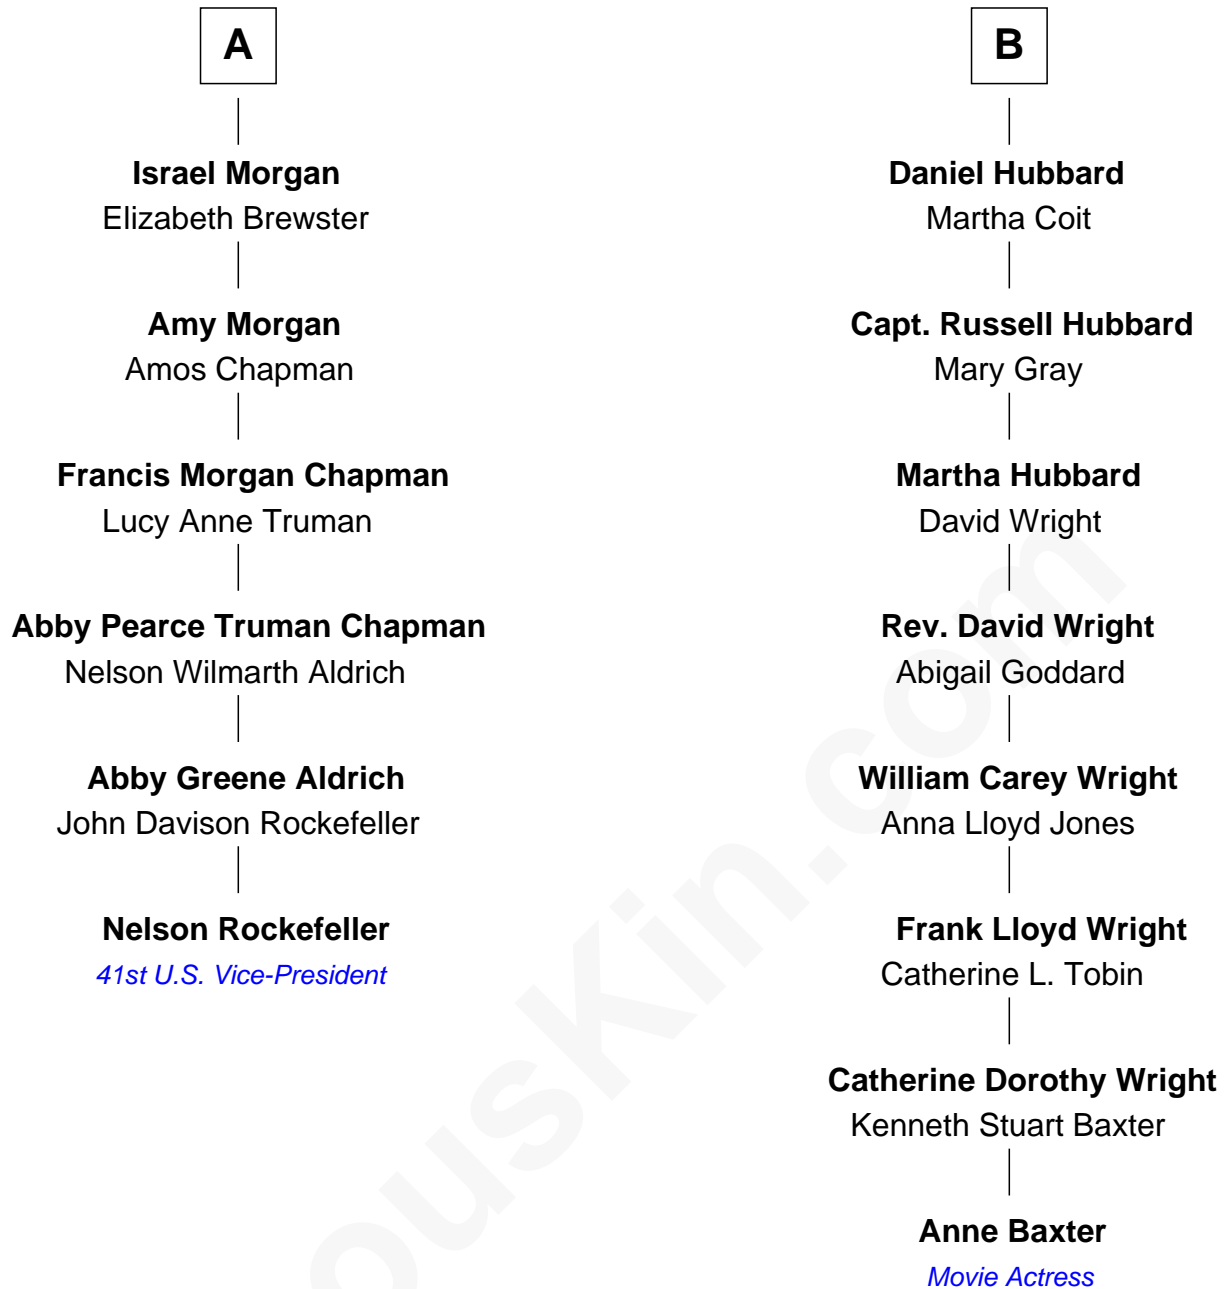 A
Israel Morgan
Elizabeth Brewster
Amy Morgan
Amos Chapman
Francis Morgan Chapman
Lucy Anne Truman
Abby Pearce Truman Chapman
Nelson Wilmarth Aldrich
Abby Greene Aldrich
John Davison Rockefeller
Nelson Rockefeller
41st U.S. Vice-President
B
Daniel Hubbard
Martha Coit
Capt. Russell Hubbard
Mary Gray
Martha Hubbard
David Wright
Rev. David Wright
Abigail Goddard
William Carey Wright
Anna Lloyd Jones
Frank Lloyd Wright
Catherine L. Tobin
Catherine Dorothy Wright
Kenneth Stuart Baxter
Anne Baxter
Movie Actress
ousKin.com